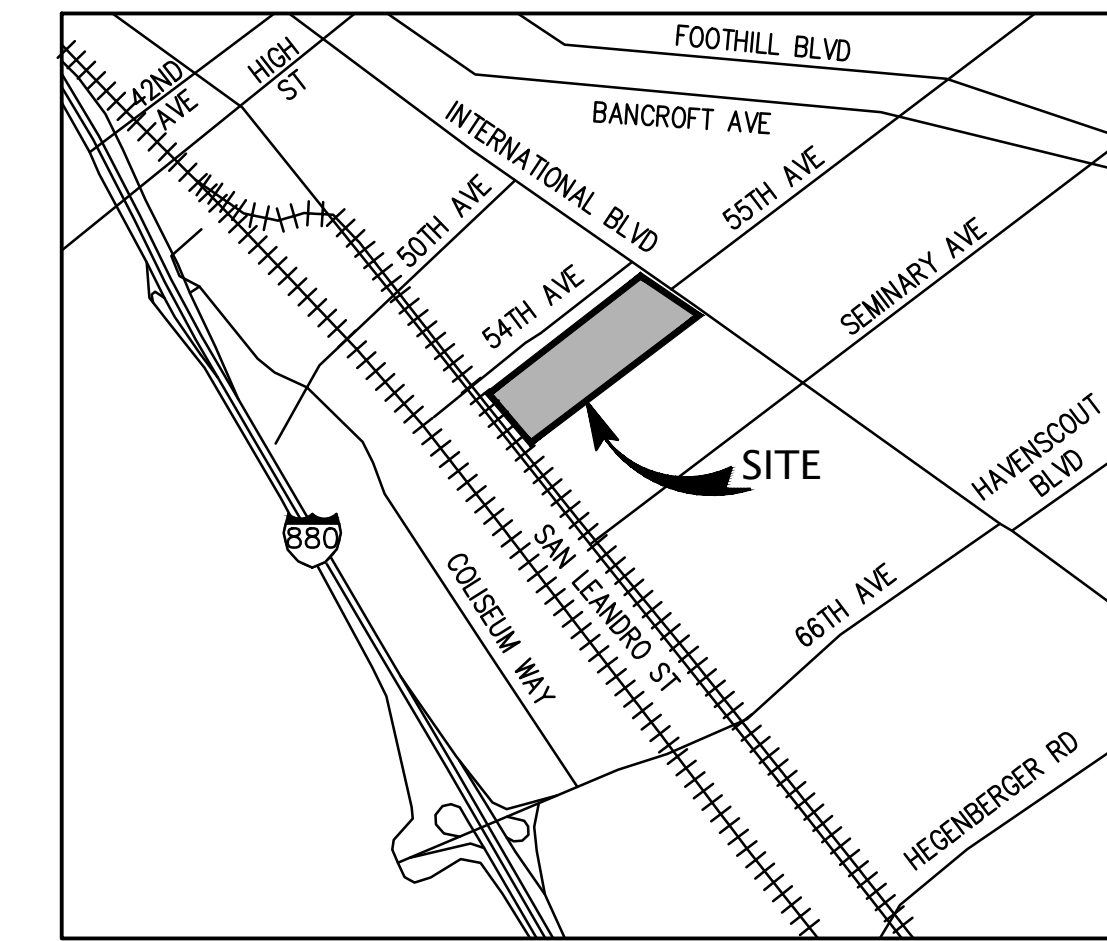 FOOTHILL BLVD
HIGH
ST
42ND
AVE
BANCROFT AVE
INTERNATIONAL BLVD
55TH AVE
50TH AVE
SEMINARY AVE
54TH AVE
SITE
HAVENSCOUT
BLVD
880
SAN LEANDRO ST
COLISEUM WAY
66TH AVE
HEGENBERGER RD